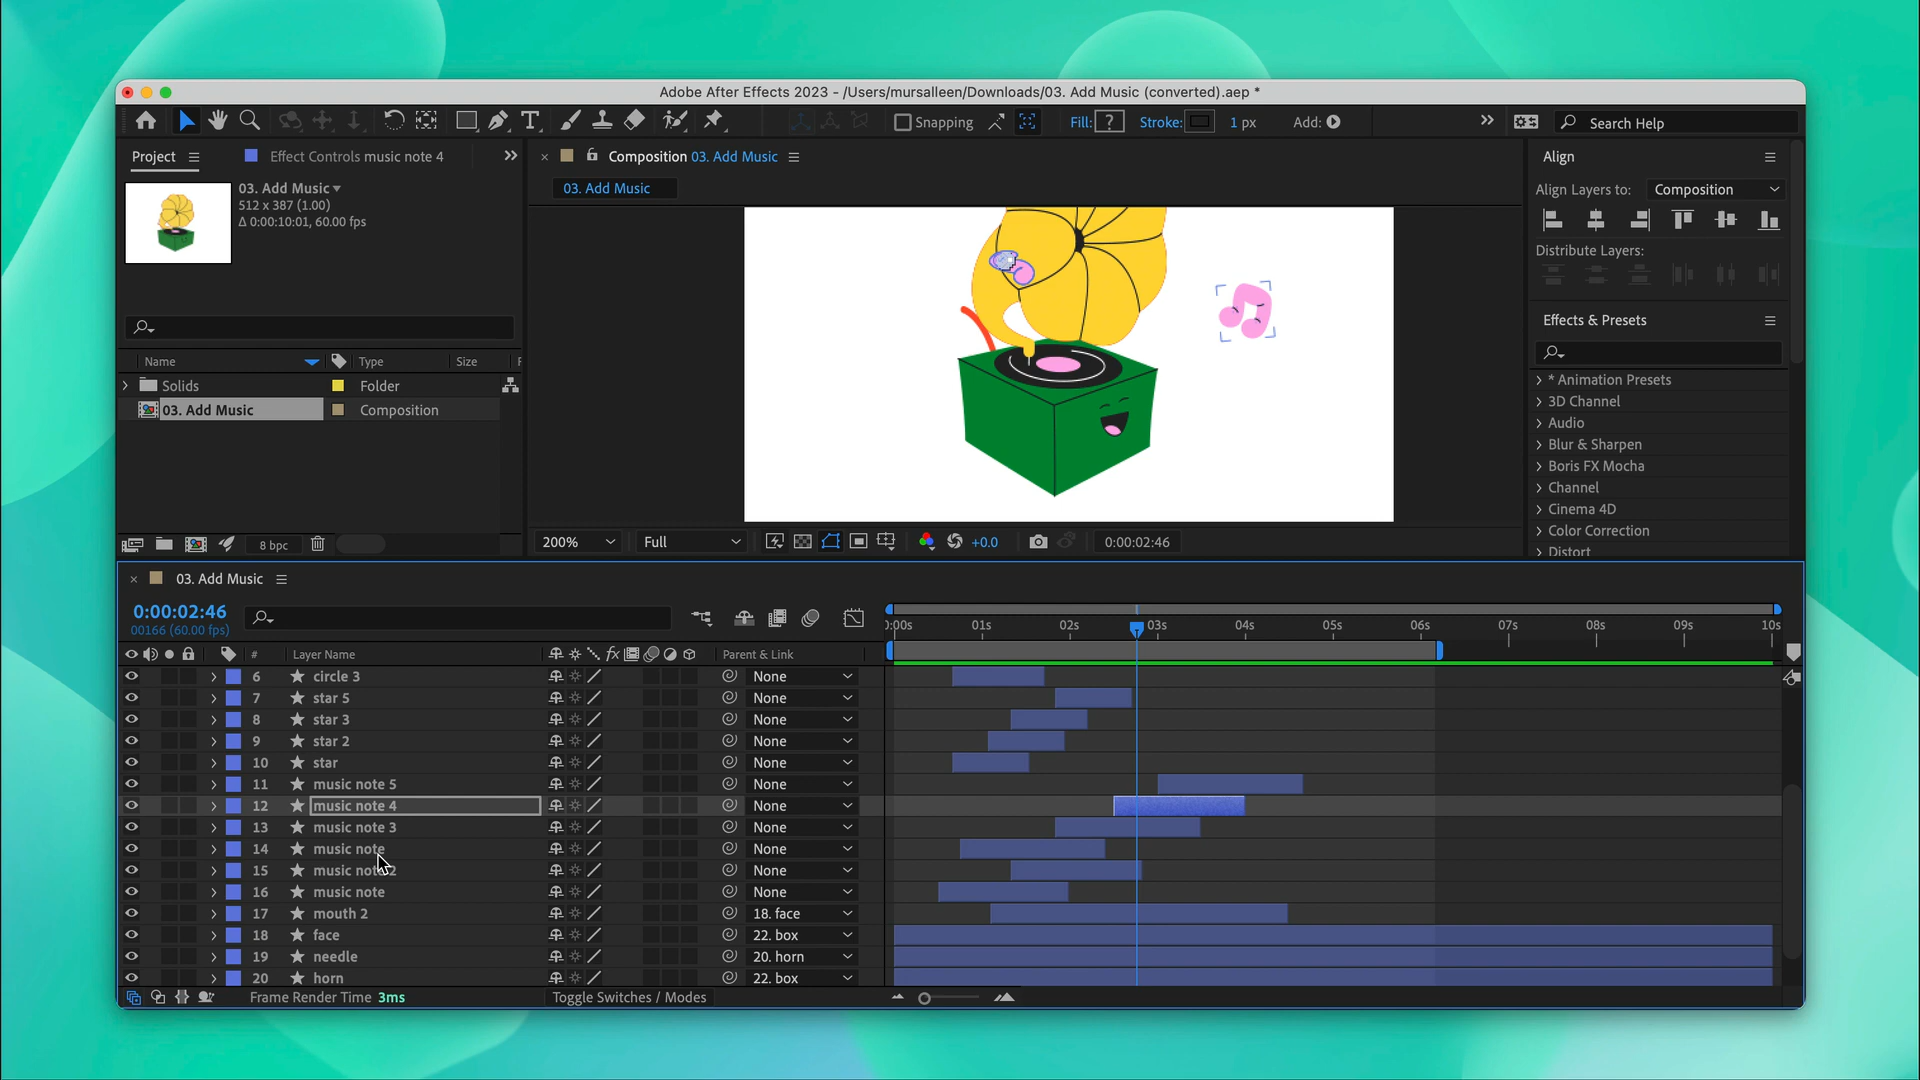 Adobe After Effects 2023 - /Users/mursalleen/Downloads/03. Add Music (converted).aep *
Snapping
Fill: ?
Stroke:
1 px
Add:
Search Help
Project
Effect Controls music note 4
Composition 03. Add Music
Align
03. Add Music
512 x 387 (1.00)
Δ 0:00:10:01, 60.00 fps
03. Add Music
Align Layers to:
Composition
Distribute Layers:
Effects & Presets
Name
Type
Size
Solids
Folder
03. Add Music
Composition
* Animation Presets
3D Channel
Audio
Blur & Sharpen
Boris FX Mocha
Channel
Cinema 4D
Color Correction
Distort
8 bpc
200%
Full
+0.0
0:00:02:46
03. Add Music
0:00:02:46
00166 (60.00 fps)
:00s 01s 02s 03s 04s 05s 06s 07s 08s 09s 10s
# Layer Name fx Parent & Link
6 circle 3 None
7 star 5 None
8 star 3 None
9 star 2 None
10 star None
11 music note 5 None
12 music note 4 None
13 music note 3 None
14 music note None
15 music note 2 None
16 music note None
17 mouth 2 18. face
18 face 22. box
19 needle 20. horn
20 horn 22. box
Frame Render Time 3ms
Toggle Switches / Modes